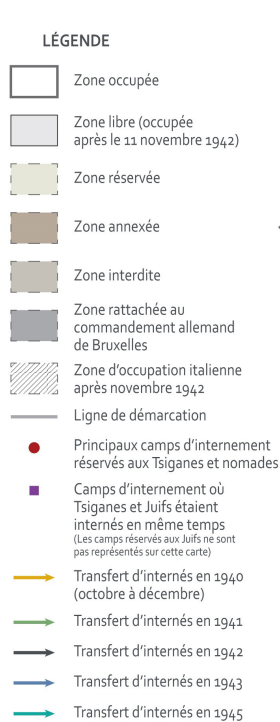 LÉGENDE
Zone occupée
Zone libre (occupée
après le 11 novembre 1942)
Zone réservée
Zone annexée
Zone interdite
Zone rattachée au
commandement allemand
de Bruxelles
Zone d'occupation italienne
après novembre 1942
Ligne de démarcation
Principaux camps d'internement
réservés aux Tsiganes et nomades
Camps d'internement où
Tsiganes et Juifs étaient
internés en même temps
(Les camps réservés aux Juifs ne sont
pas représentés sur cette carte)
Transfert d'internés en 1940
(octobre à décembre)
Transfert d'internés en 1941
Transfert d'internés en 1942
Transfert d'internés en 1943
Transfert d'internés en 1945